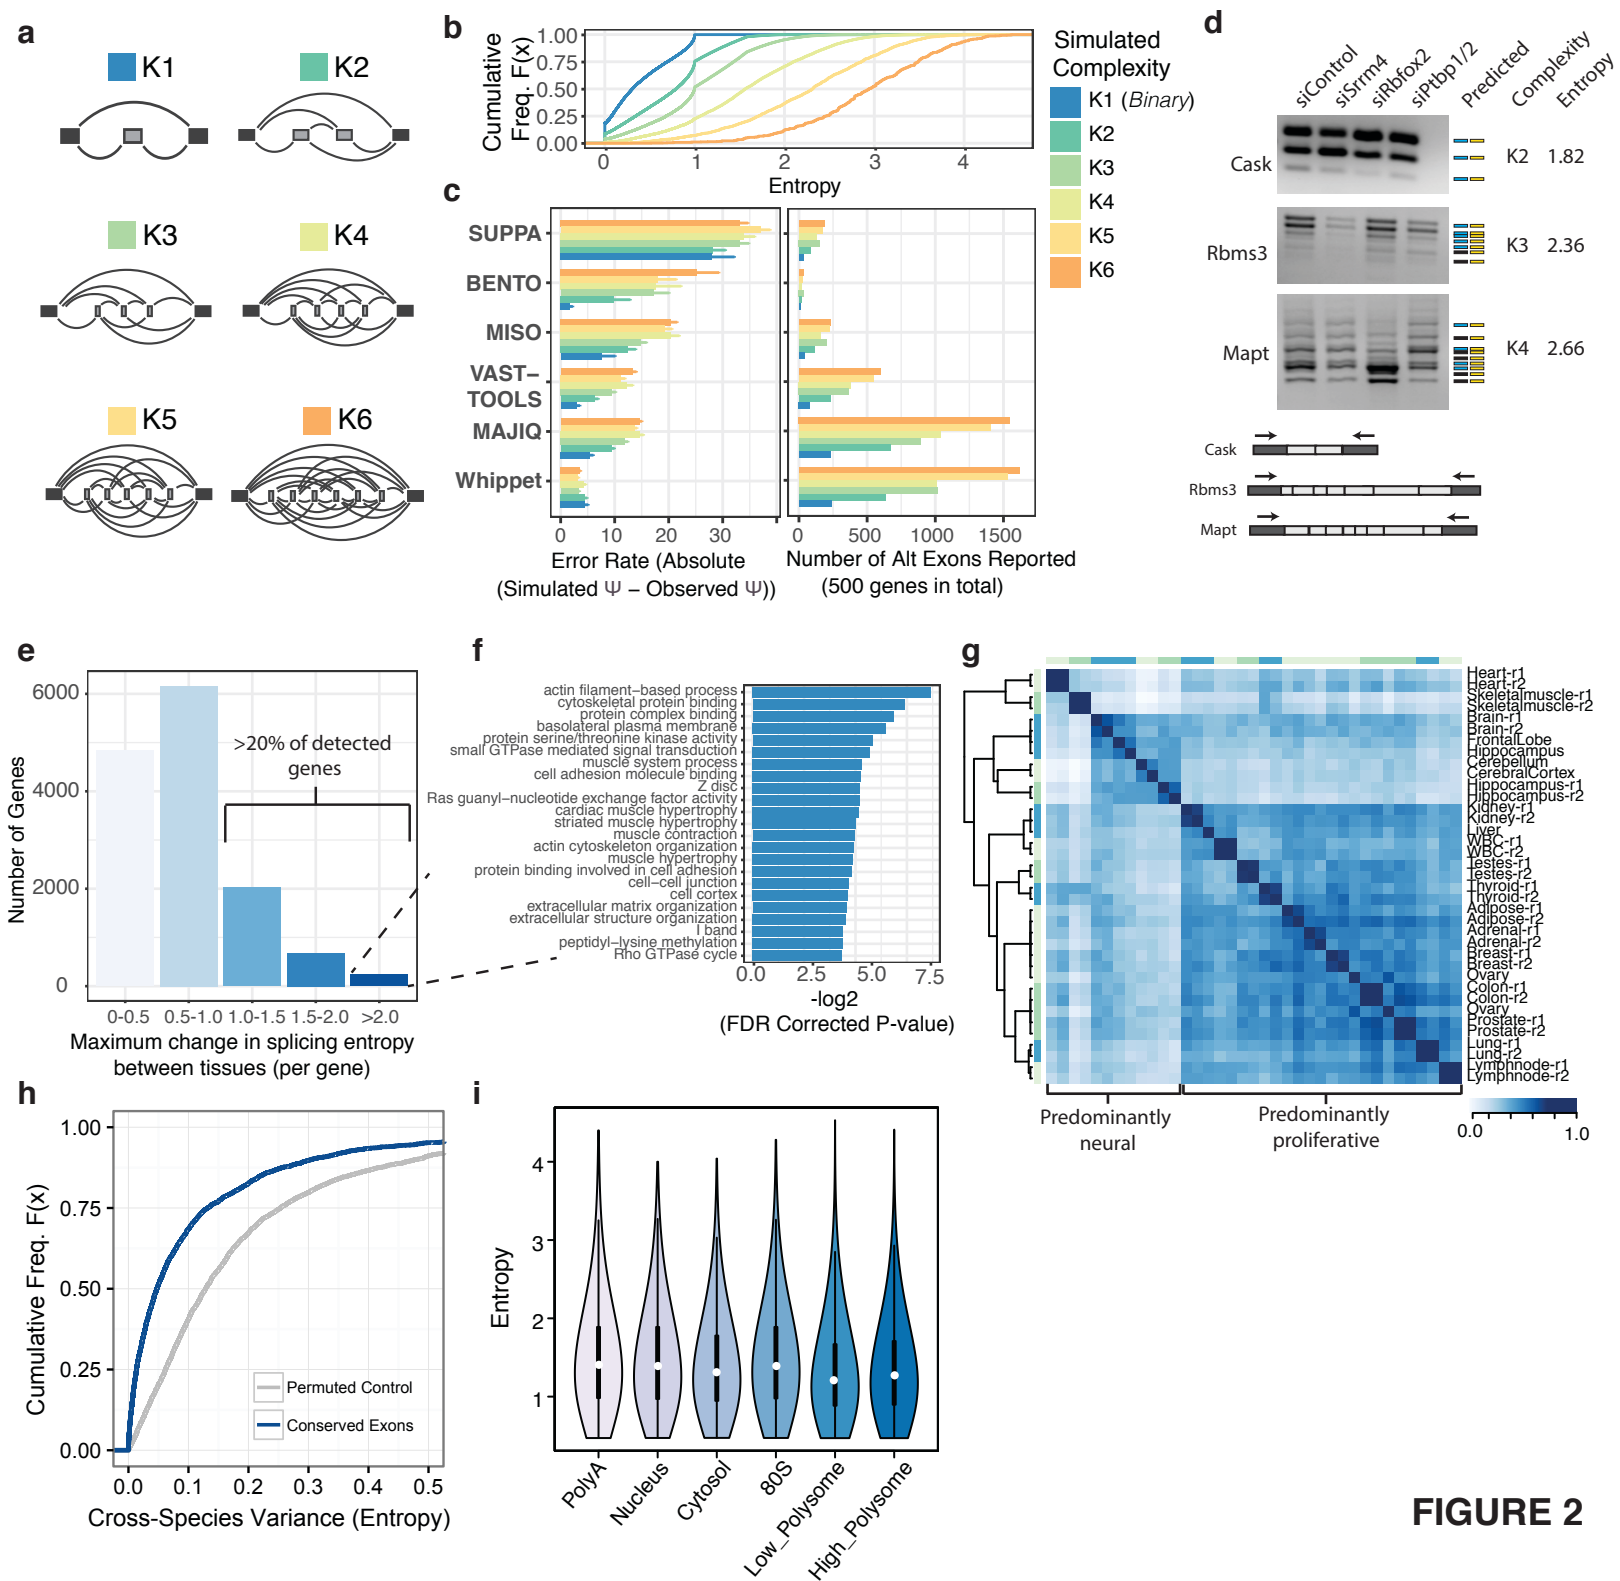 a
K1
K2
K3
K4
K5
K6
b
Cumulative
Freq. F(x)
1.00
0.75
0.50
0.25
0.00
0
1
2
3
4
Entropy
Simulated
Complexity
K1 (Binary)
K2
K3
K4
K5
K6
c
SUPPA
BENTO
MISO
VAST−
TOOLS
MAJIQ
Whippet
0
10
20
30
Error Rate (Absolute
(Simulated Ψ − Observed Ψ))
0
500
1000
1500
Number of Alt Exons Reported
(500 genes in total)
d
siControl
siSrrm4
siRbfox2
siPtbp1/2
Predicted
Complexity
Entropy
Cask
K2 1.82
Rbms3
K3 2.36
Mapt
K4 2.66
Cask
Rbms3
Mapt
e
Number of Genes
6000
4000
2000
0
>20% of detected
genes
0-0.5
0.5-1.0
1.0-1.5
1.5-2.0
>2.0
Maximum change in splicing entropy
between tissues (per gene)
f
actin filament−based process
cytoskeletal protein binding
protein complex binding
basolateral plasma membrane
protein serine/threonine kinase activity
small GTPase mediated signal transduction
muscle system process
cell adhesion molecule binding
Z disc
Ras guanyl−nucleotide exchange factor activity
cardiac muscle hypertrophy
striated muscle hypertrophy
muscle contraction
actin cytoskeleton organization
muscle hypertrophy
protein binding involved in cell adhesion
cell−cell junction
cell cortex
extracellular matrix organization
extracellular structure organization
I band
peptidyl−lysine methylation
Rho GTPase cycle
0.0
2.5
5.0
7.5
-log2
(FDR Corrected P-value)
g
Heart-r1
Heart-r2
Skeletalmuscle-r1
Skeletalmuscle-r2
Brain-r1
Brain-r2
FrontalLobe
Hippocampus
Cerebellum
CerebralCortex
Hippocampus-r1
Hippocampus-r2
Kidney-r1
Kidney-r2
Liver
WBC-r1
WBC-r2
Testes-r1
Testes-r2
Thyroid-r1
Thyroid-r2
Adipose-r1
Adipose-r2
Adrenal-r1
Adrenal-r2
Breast-r1
Breast-r2
Ovary
Colon-r1
Colon-r2
Ovary
Prostate-r1
Prostate-r2
Lung-r1
Lung-r2
Lymphnode-r1
Lymphnode-r2
Predominantly
neural
Predominantly
proliferative
0.0
1.0
h
Cumulative Freq. F(x)
1.00
0.75
0.50
0.25
0.00
Permuted Control
Conserved Exons
0.0
0.1
0.2
0.3
0.4
0.5
Cross-Species Variance (Entropy)
i
Entropy
4
3
2
1
PolyA
Nucleus
Cytosol
80S
Low_Polysome
High_Polysome
FIGURE 2